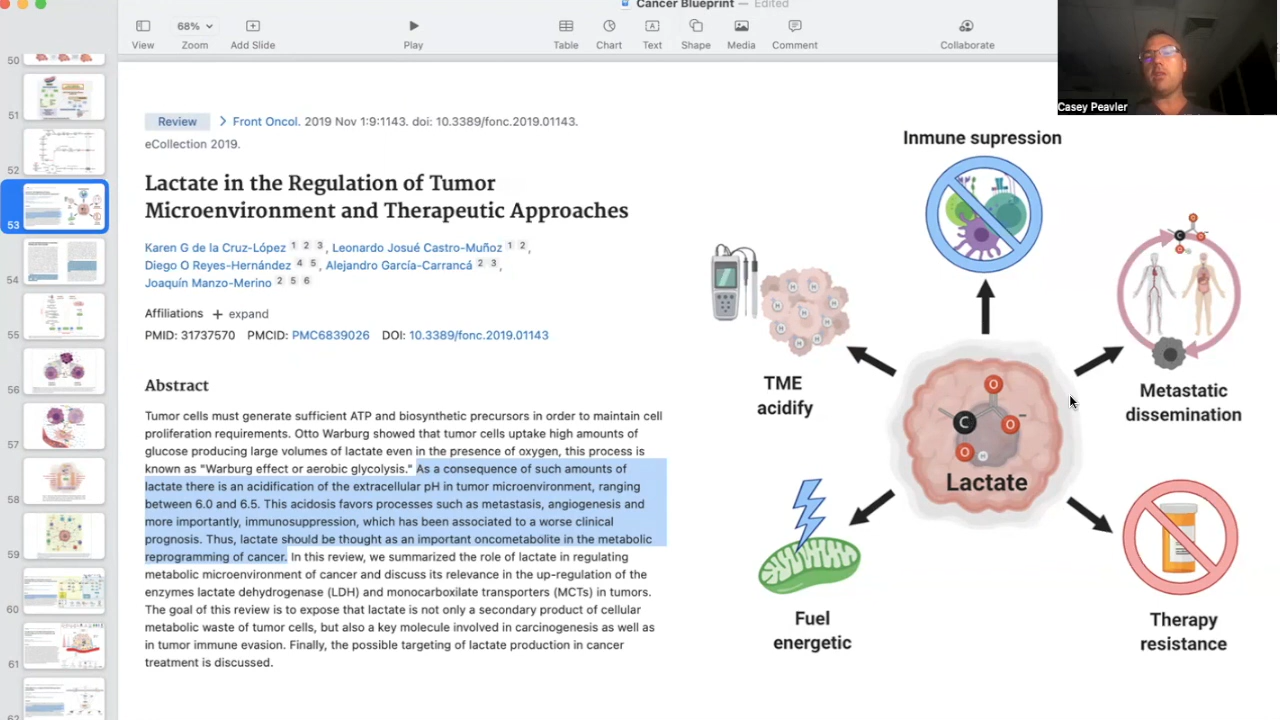 Cancer Blueprint — Edited
68%
View
Zoom
Add Slide
Play
Table
Chart
Text
Shape
Media
Comment
Collaborate
Casey Peavler
50
51
52
53
54
55
56
57
58
59
60
61
62
Review
Front Oncol. 2019 Nov 1:9:1143. doi: 10.3389/fonc.2019.01143.
eCollection 2019.
Lactate in the Regulation of Tumor
Microenvironment and Therapeutic Approaches
Karen G de la Cruz-López 1 2 3, Leonardo Josué Castro-Muñoz 1 2,
Diego O Reyes-Hernández 4 5, Alejandro García-Carrancá 2 3,
Joaquín Manzo-Merino 2 5 6
Affiliations + expand
PMID: 31737570 PMCID: PMC6839026 DOI: 10.3389/fonc.2019.01143
Abstract
Tumor cells must generate sufficient ATP and biosynthetic precursors in order to maintain cell
proliferation requirements. Otto Warburg showed that tumor cells uptake high amounts of
glucose producing large volumes of lactate even in the presence of oxygen, this process is
known as "Warburg effect or aerobic glycolysis." As a consequence of such amounts of
lactate there is an acidification of the extracellular pH in tumor microenvironment, ranging
between 6.0 and 6.5. This acidosis favors processes such as metastasis, angiogenesis and
more importantly, immunosuppression, which has been associated to a worse clinical
prognosis. Thus, lactate should be thought as an important oncometabolite in the metabolic
reprogramming of cancer. In this review, we summarized the role of lactate in regulating
metabolic microenvironment of cancer and discuss its relevance in the up-regulation of the
enzymes lactate dehydrogenase (LDH) and monocarboxilate transporters (MCTs) in tumors.
The goal of this review is to expose that lactate is not only a secondary product of cellular
metabolic waste of tumor cells, but also a key molecule involved in carcinogenesis as well as
in tumor immune evasion. Finally, the possible targeting of lactate production in cancer
treatment is discussed.
Inmune supression
TME
acidify
Metastatic
dissemination
O
C
O
O
H
Lactate
Fuel
energetic
Therapy
resistance